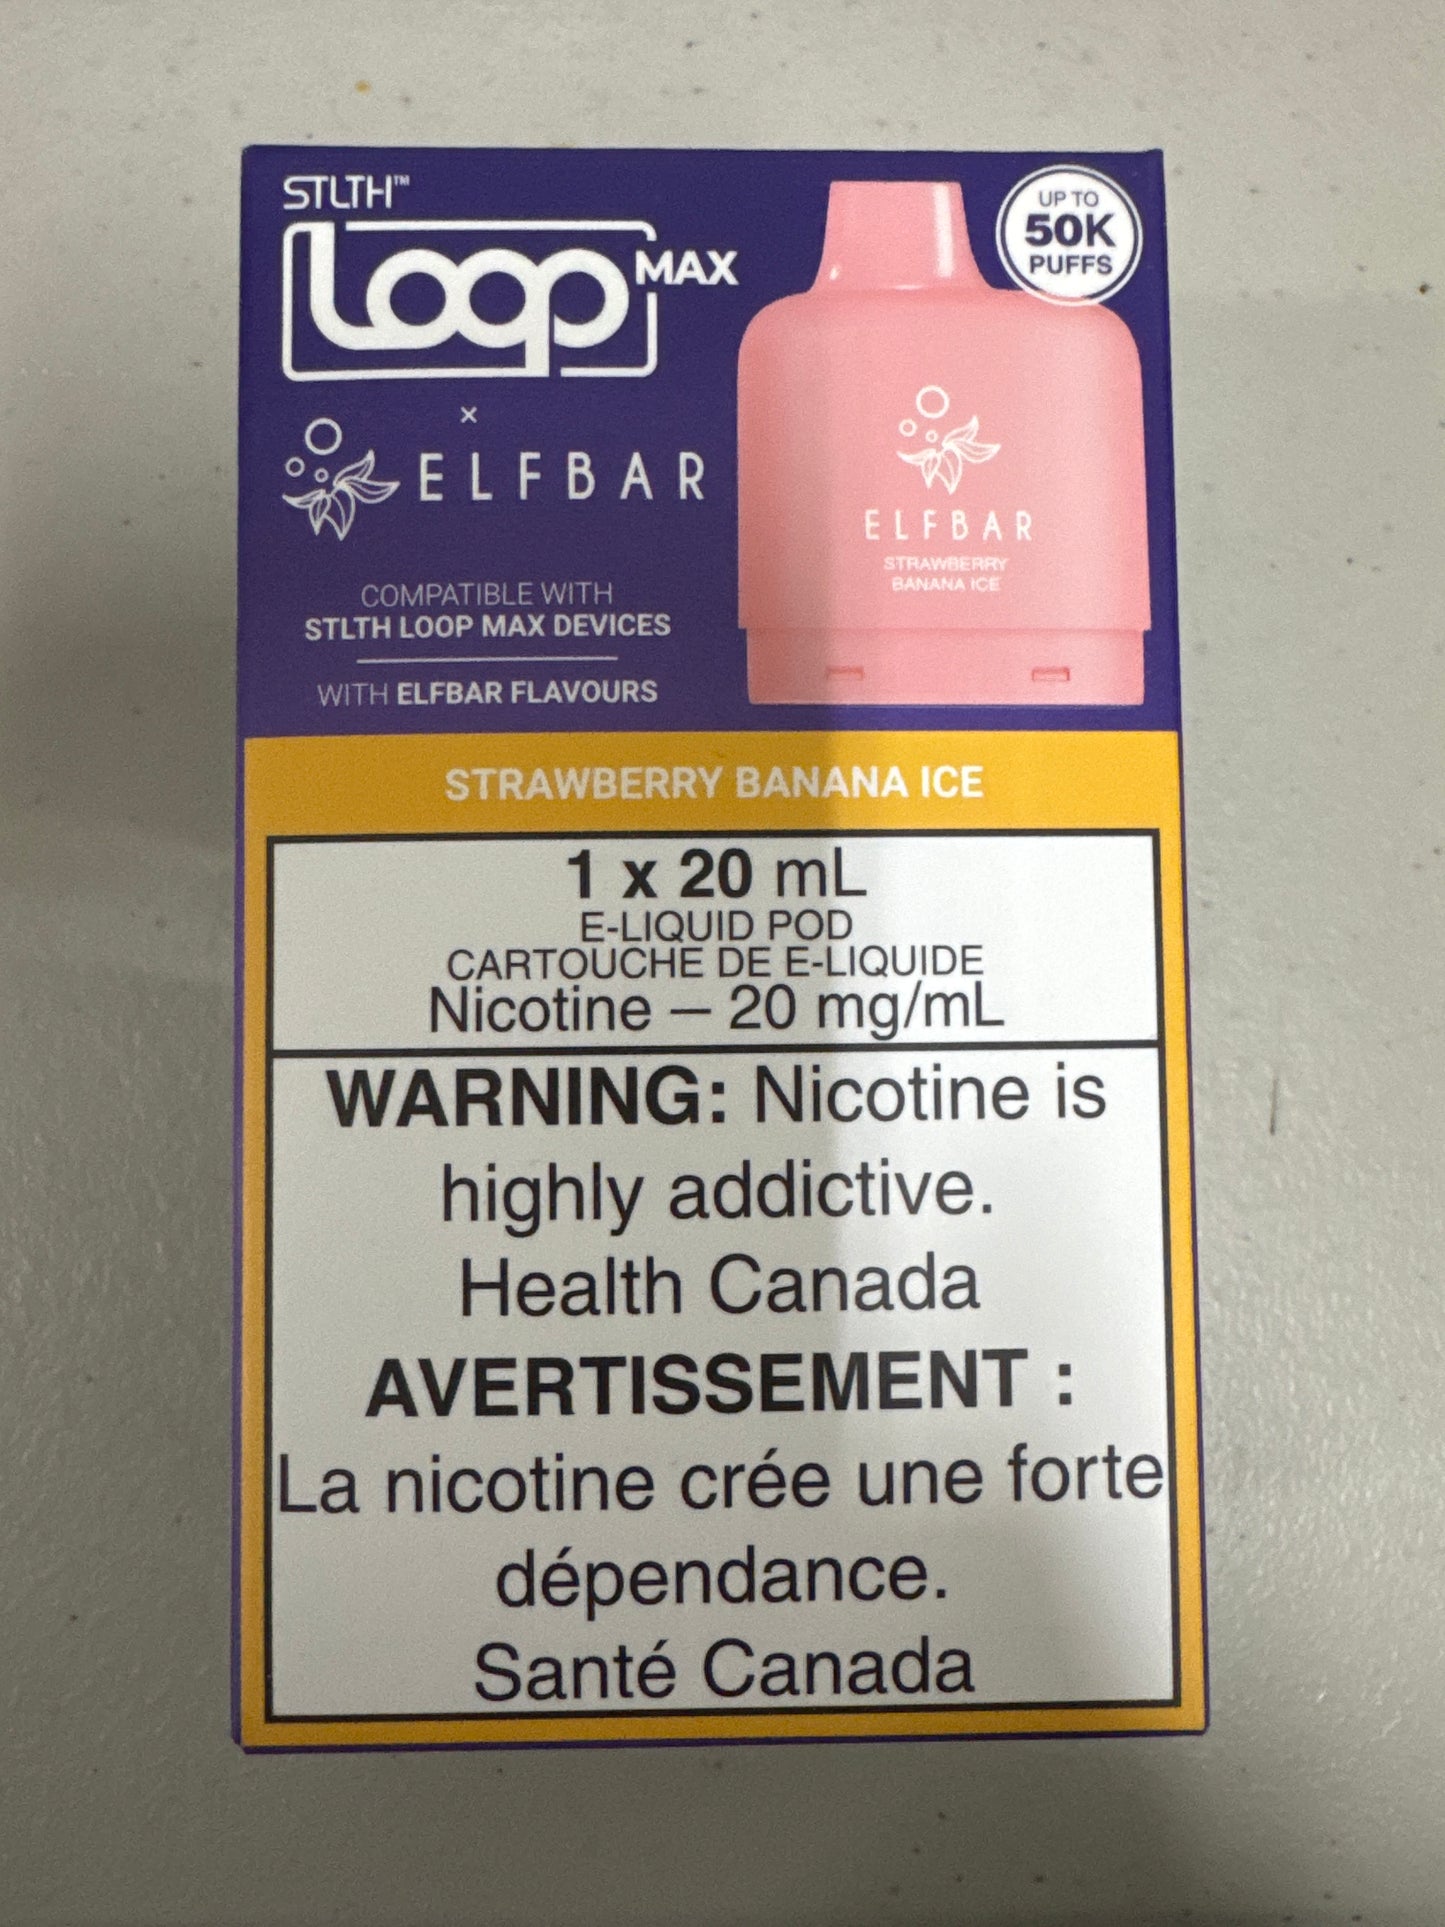 STLTH™
Loop MAX
UP TO
50K
PUFFS
×
ELFBAR
COMPATIBLE WITH
STLTH LOOP MAX DEVICES
WITH ELFBAR FLAVOURS
ELFBAR
STRAWBERRY
BANANA ICE
STRAWBERRY BANANA ICE
1 x 20 mL
E-LIQUID POD
CARTOUCHE DE E-LIQUIDE
Nicotine – 20 mg/mL
WARNING: Nicotine is
highly addictive.
Health Canada
AVERTISSEMENT :
La nicotine crée une forte
dépendance.
Santé Canada